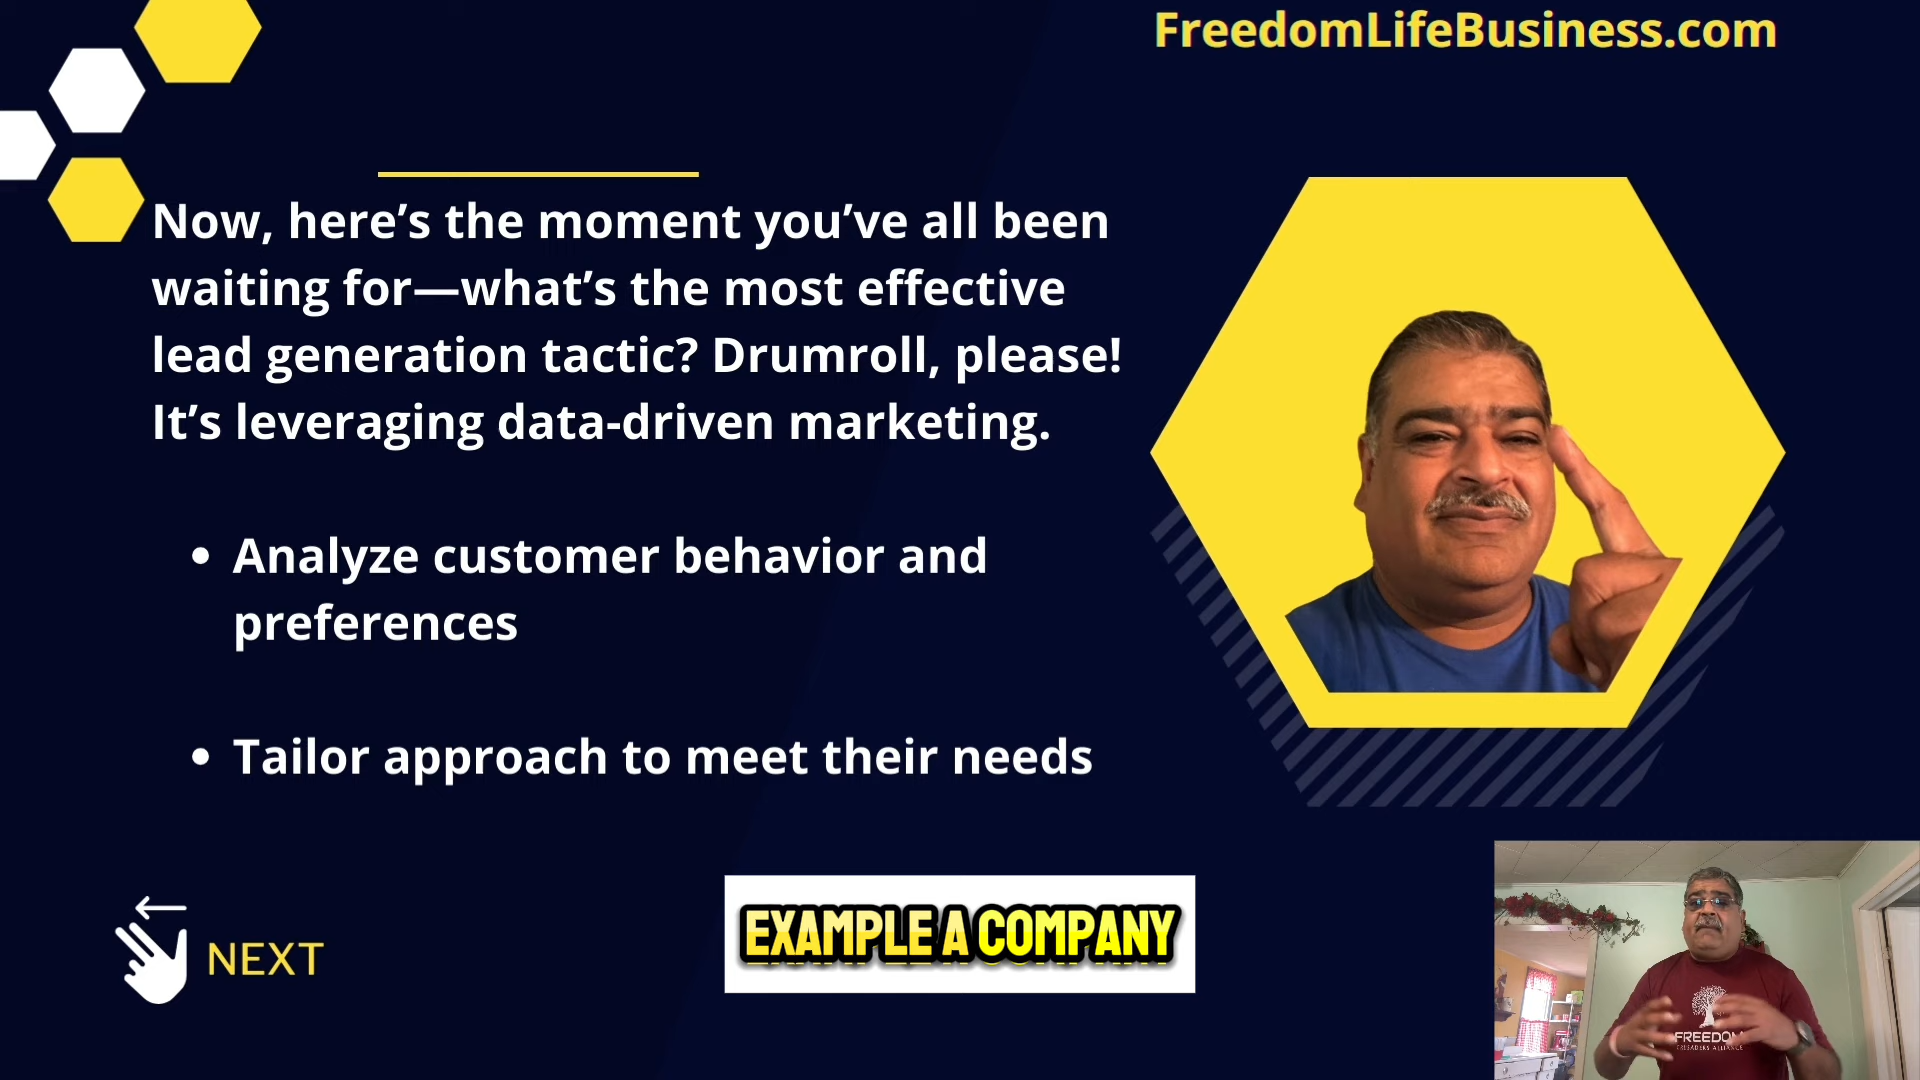 FreedomLifeBusiness.com
Now, here’s the moment you’ve all been
waiting for—what’s the most effective
lead generation tactic? Drumroll, please!
It’s leveraging data-driven marketing.
• Analyze customer behavior and
preferences
• Tailor approach to meet their needs
NEXT
EXAMPLE A COMPANY
FREEDOM